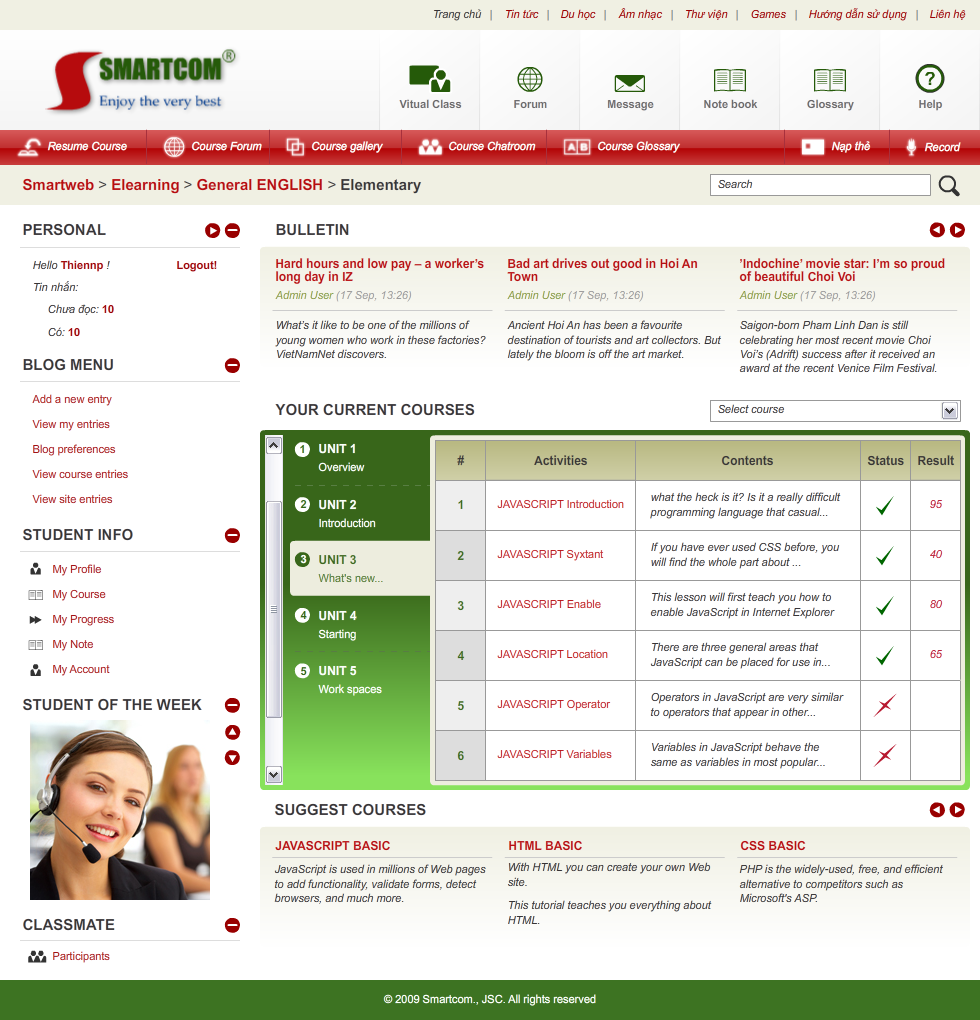 Trang chủ | Tin tức | Du học | Âm nhạc | Thư viện | Games | Hướng dẫn sử dụng | Liên hệ
SMARTCOM®
Enjoy the very best
Vitual Class
Forum
Message
Note book
Glossary
? Help
Resume Course
Course Forum
Course gallery
Course Chatroom
A B Course Glossary
Nạp thẻ
Record
Smartweb > Elearning > General ENGLISH > Elementary
Search
PERSONAL
Hello Thiennp ! Logout!
Tin nhắn:
Chưa đọc: 10
Có: 10
BLOG MENU
Add a new entry
View my entries
Blog preferences
View course entries
View site entries
STUDENT INFO
My Profile
My Course
My Progress
My Note
My Account
STUDENT OF THE WEEK
CLASSMATE
Participants
BULLETIN
Hard hours and low pay – a worker’s
long day in IZ
Admin User (17 Sep, 13:26)
What’s it like to be one of the millions of
young women who work in these factories?
VietNamNet discovers.
Bad art drives out good in Hoi An
Town
Admin User (17 Sep, 13:26)
Ancient Hoi An has been a favourite
destination of tourists and art collectors. But
lately the bloom is off the art market.
’Indochine’ movie star: I’m so proud
of beautiful Choi Voi
Admin User (17 Sep, 13:26)
Saigon-born Pham Linh Dan is still
celebrating her most recent movie Choi
Voi’s (Adrift) success after it received an
award at the recent Venice Film Festival.
YOUR CURRENT COURSES
Select course
1 UNIT 1
Overview
2 UNIT 2
Introduction
3 UNIT 3
What's new...
4 UNIT 4
Starting
5 UNIT 5
Work spaces
# Activities Contents Status Result
1 JAVASCRIPT Introduction what the heck is it? Is it a really difficult 95
programming language that casual...
2 JAVASCRIPT Syxtant If you have ever used CSS before, you 40
will find the whole part about ...
3 JAVASCRIPT Enable This lesson will first teach you how to 80
enable JavaScript in Internet Explorer
4 JAVASCRIPT Location There are three general areas that 65
JavaScript can be placed for use in...
5 JAVASCRIPT Operator Operators in JavaScript are very similar
to operators that appear in other...
6 JAVASCRIPT Variables Variables in JavaScript behave the
same as variables in most popular...
SUGGEST COURSES
JAVASCRIPT BASIC
JavaScript is used in millions of Web pages
to add functionality, validate forms, detect
browsers, and much more.
HTML BASIC
With HTML you can create your own Web
site.
This tutorial teaches you everything about
HTML.
CSS BASIC
PHP is the widely-used, free, and efficient
alternative to competitors such as
Microsoft's ASP.
© 2009 Smartcom., JSC. All rights reserved